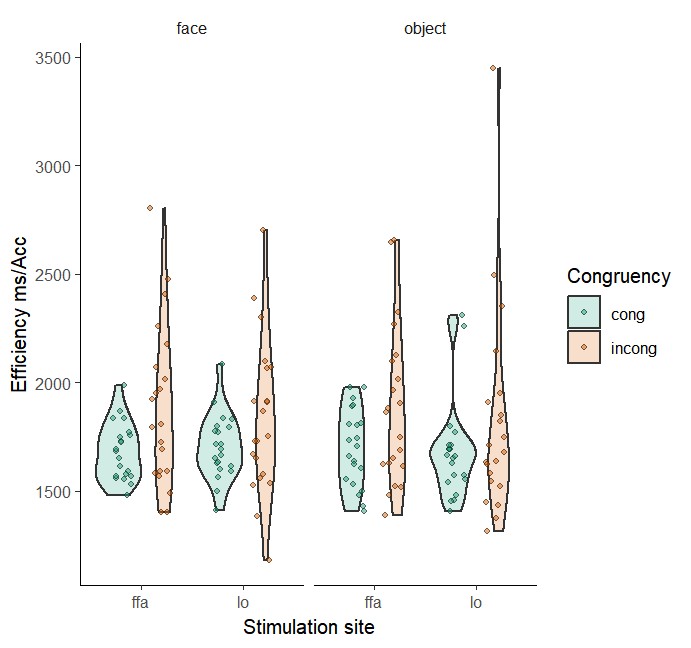 face object
3500
3000
2500
2000
1500
Efficiency ms/Acc
ffa lo ffa lo
Stimulation site
Congruency
cong
incong